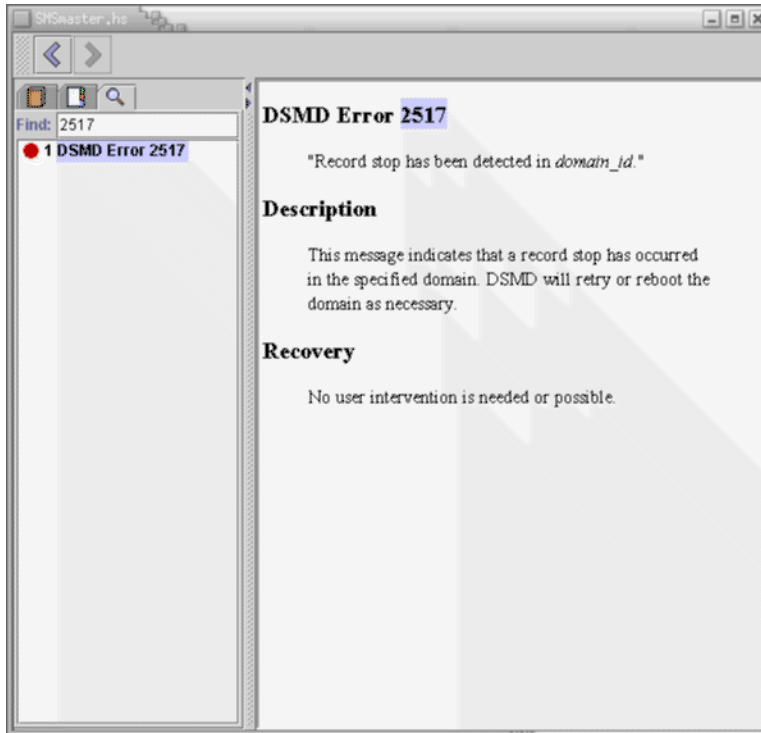 SMSmaster.hs
Find: 2517
1 DSMD Error 2517
DSMD Error 2517
"Record stop has been detected in domain_id."
Description
This message indicates that a record stop has occurred
in the specified domain. DSMD will retry or reboot the
domain as necessary.
Recovery
No user intervention is needed or possible.